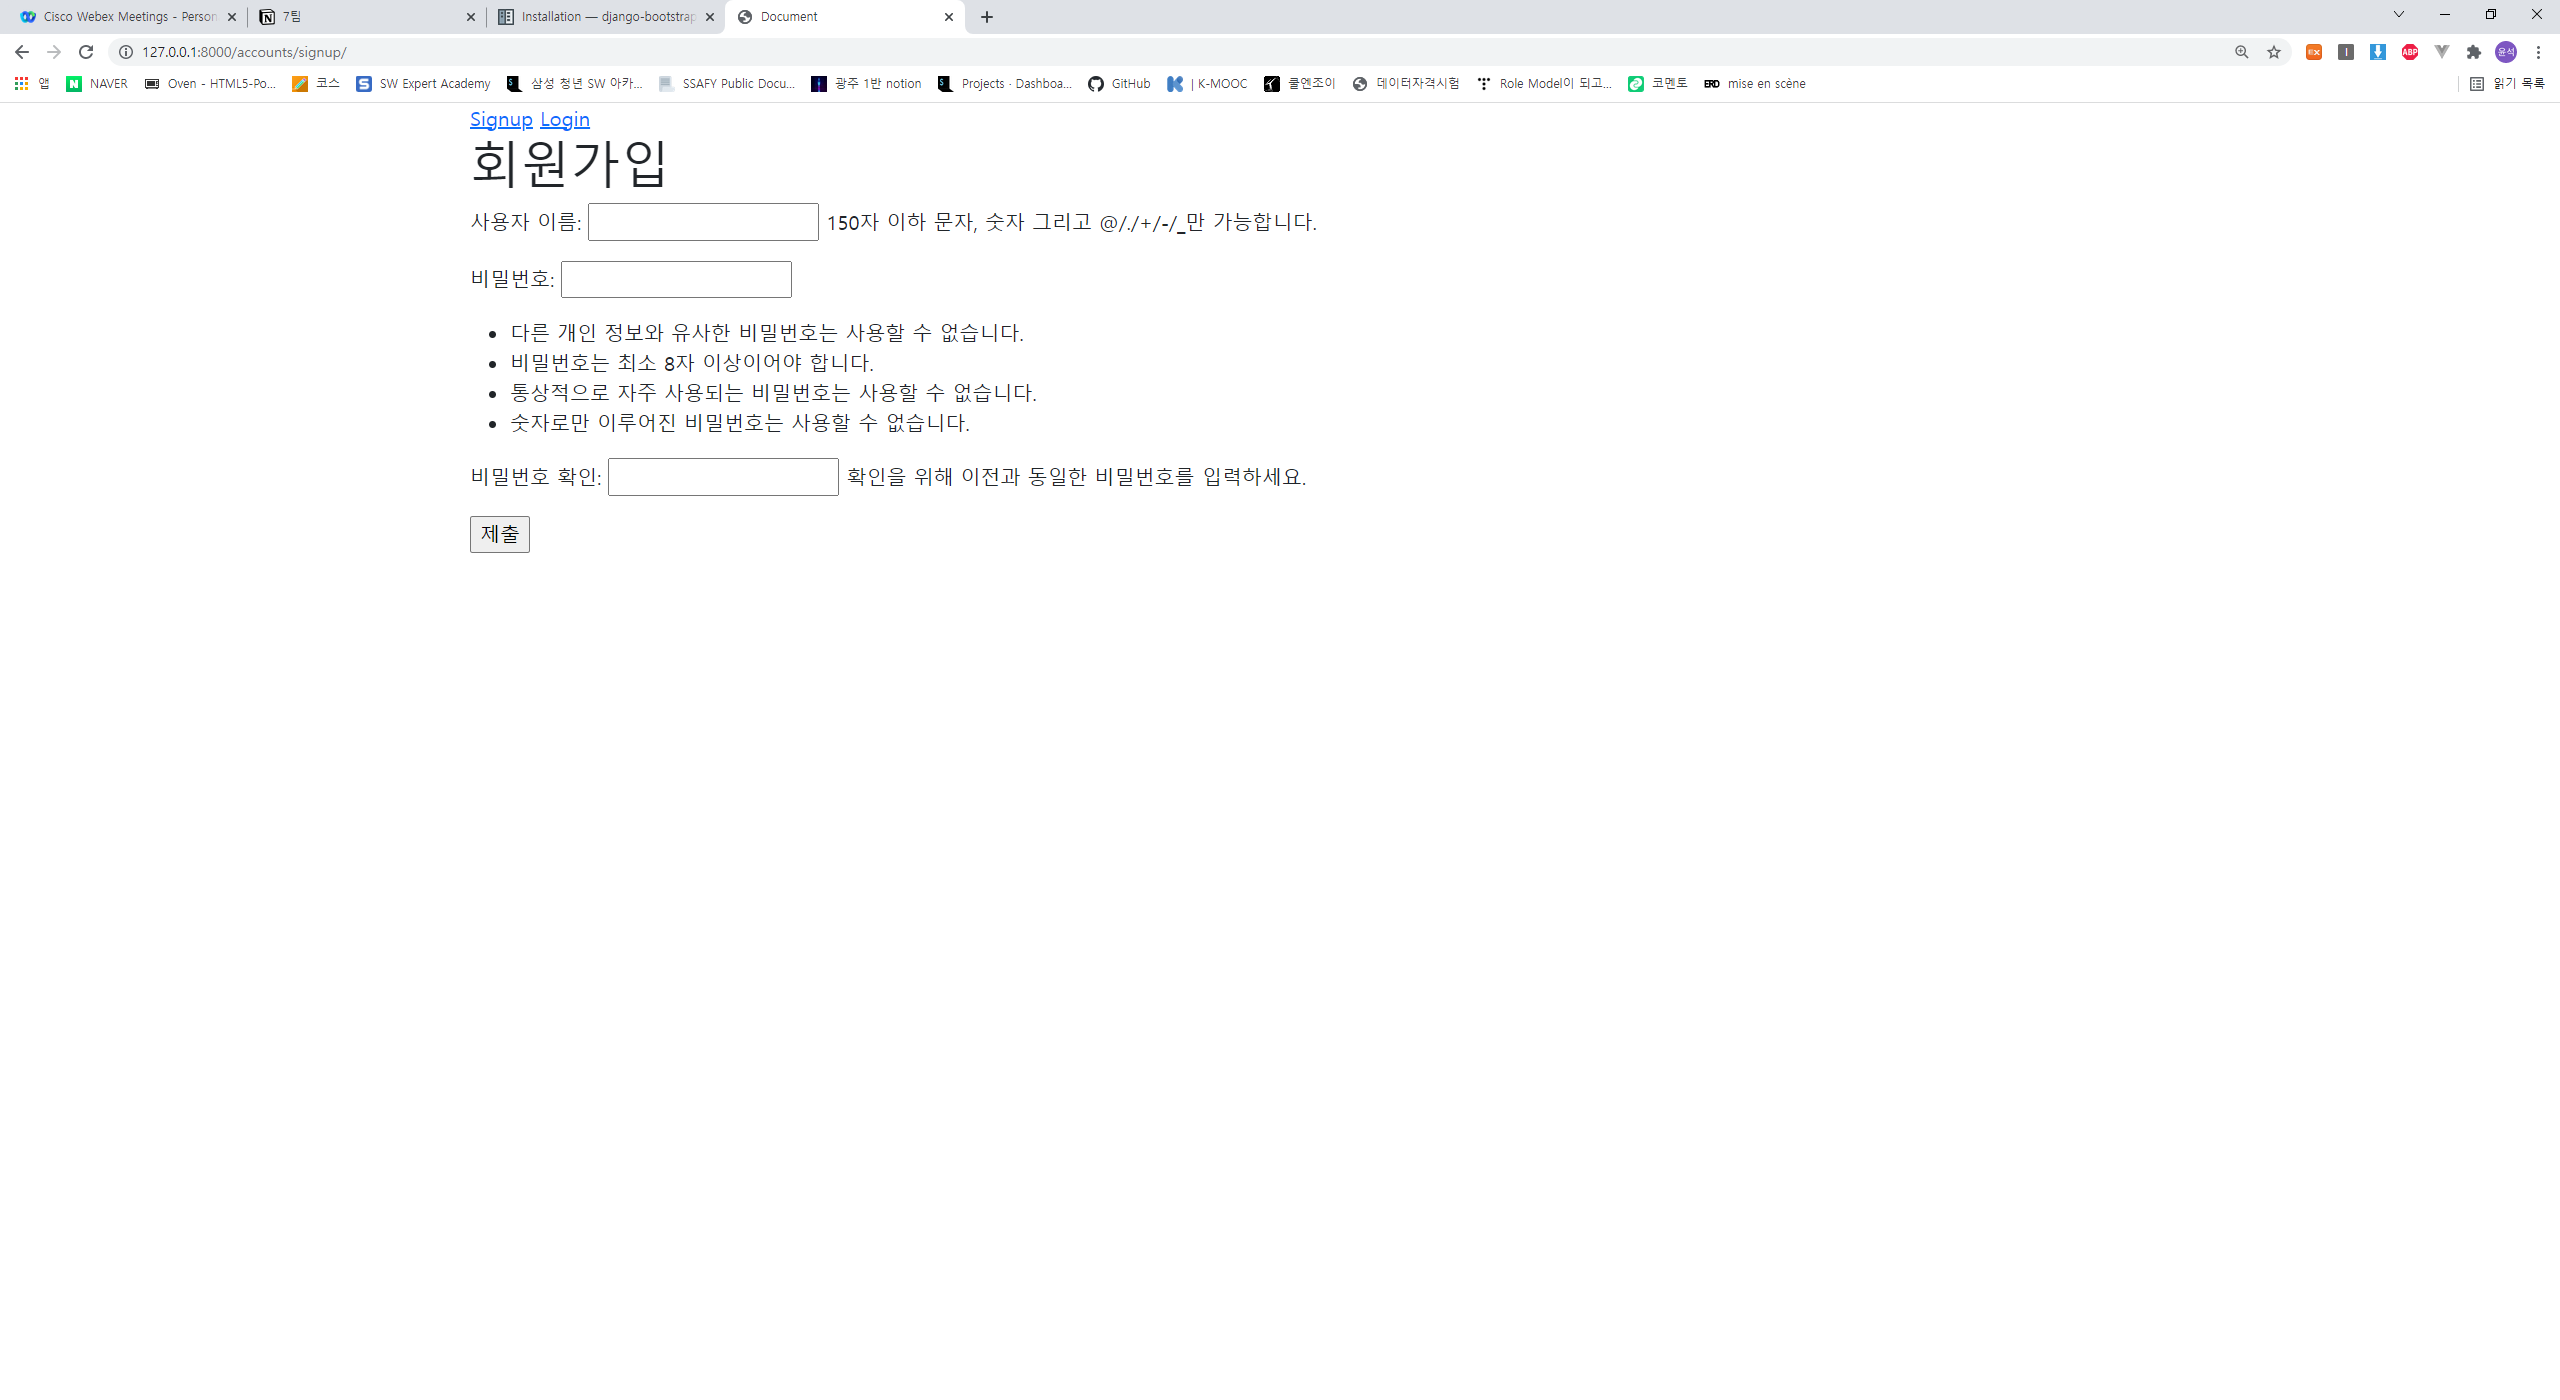 Cisco Webex Meetings - Person
7팀
Installation — django-bootstrap
Document
127.0.0.1:8000/accounts/signup/
윤석
앱
NAVER
Oven - HTML5-Po...
코스
SW Expert Academy
삼성 청년 SW 아카...
SSAFY Public Docu...
광주 1반 notion
Projects · Dashboa...
GitHub
| K-MOOC
쿨엔조이
데이터자격시험
Role Model이 되고...
코멘토
ERD mise en scène
읽기 목록
Signup Login
회원가입
사용자 이름: 150자 이하 문자, 숫자 그리고 @/./+/-/_만 가능합니다.
비밀번호:
• 다른 개인 정보와 유사한 비밀번호는 사용할 수 없습니다.
• 비밀번호는 최소 8자 이상이어야 합니다.
• 통상적으로 자주 사용되는 비밀번호는 사용할 수 없습니다.
• 숫자로만 이루어진 비밀번호는 사용할 수 없습니다.
비밀번호 확인: 확인을 위해 이전과 동일한 비밀번호를 입력하세요.
제출